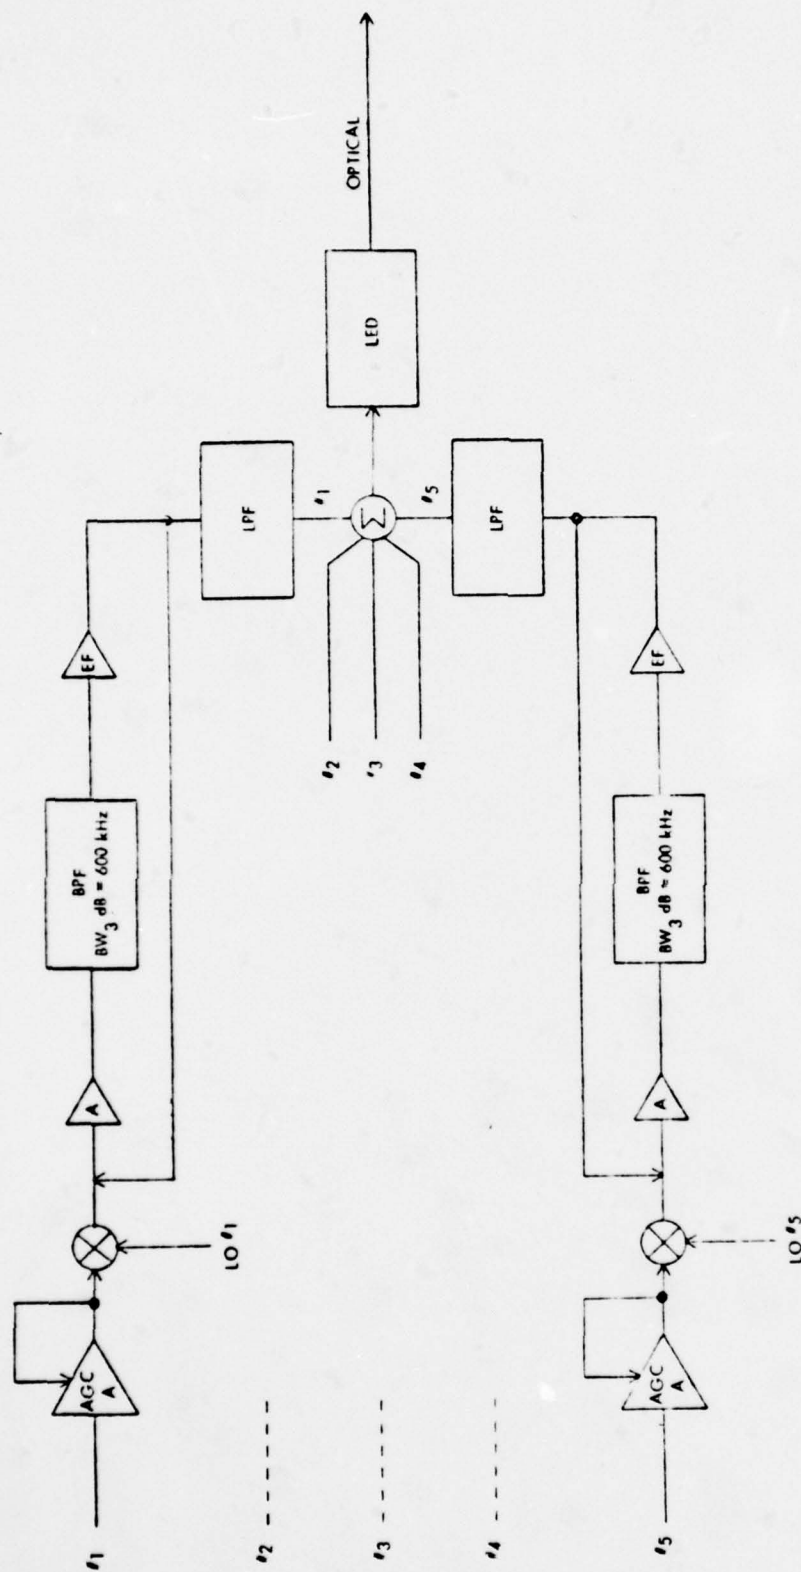 #1
AGC
A
LO #1
A
BPF
BW3 dB = 600 kHz
EF
LPF
#1
#2
#3
#4
Σ
LED
OPTICAL
#5
LPF
#2
#3
#4
#5
AGC
A
LO #5
A
BPF
BW3 dB = 600 kHz
EF